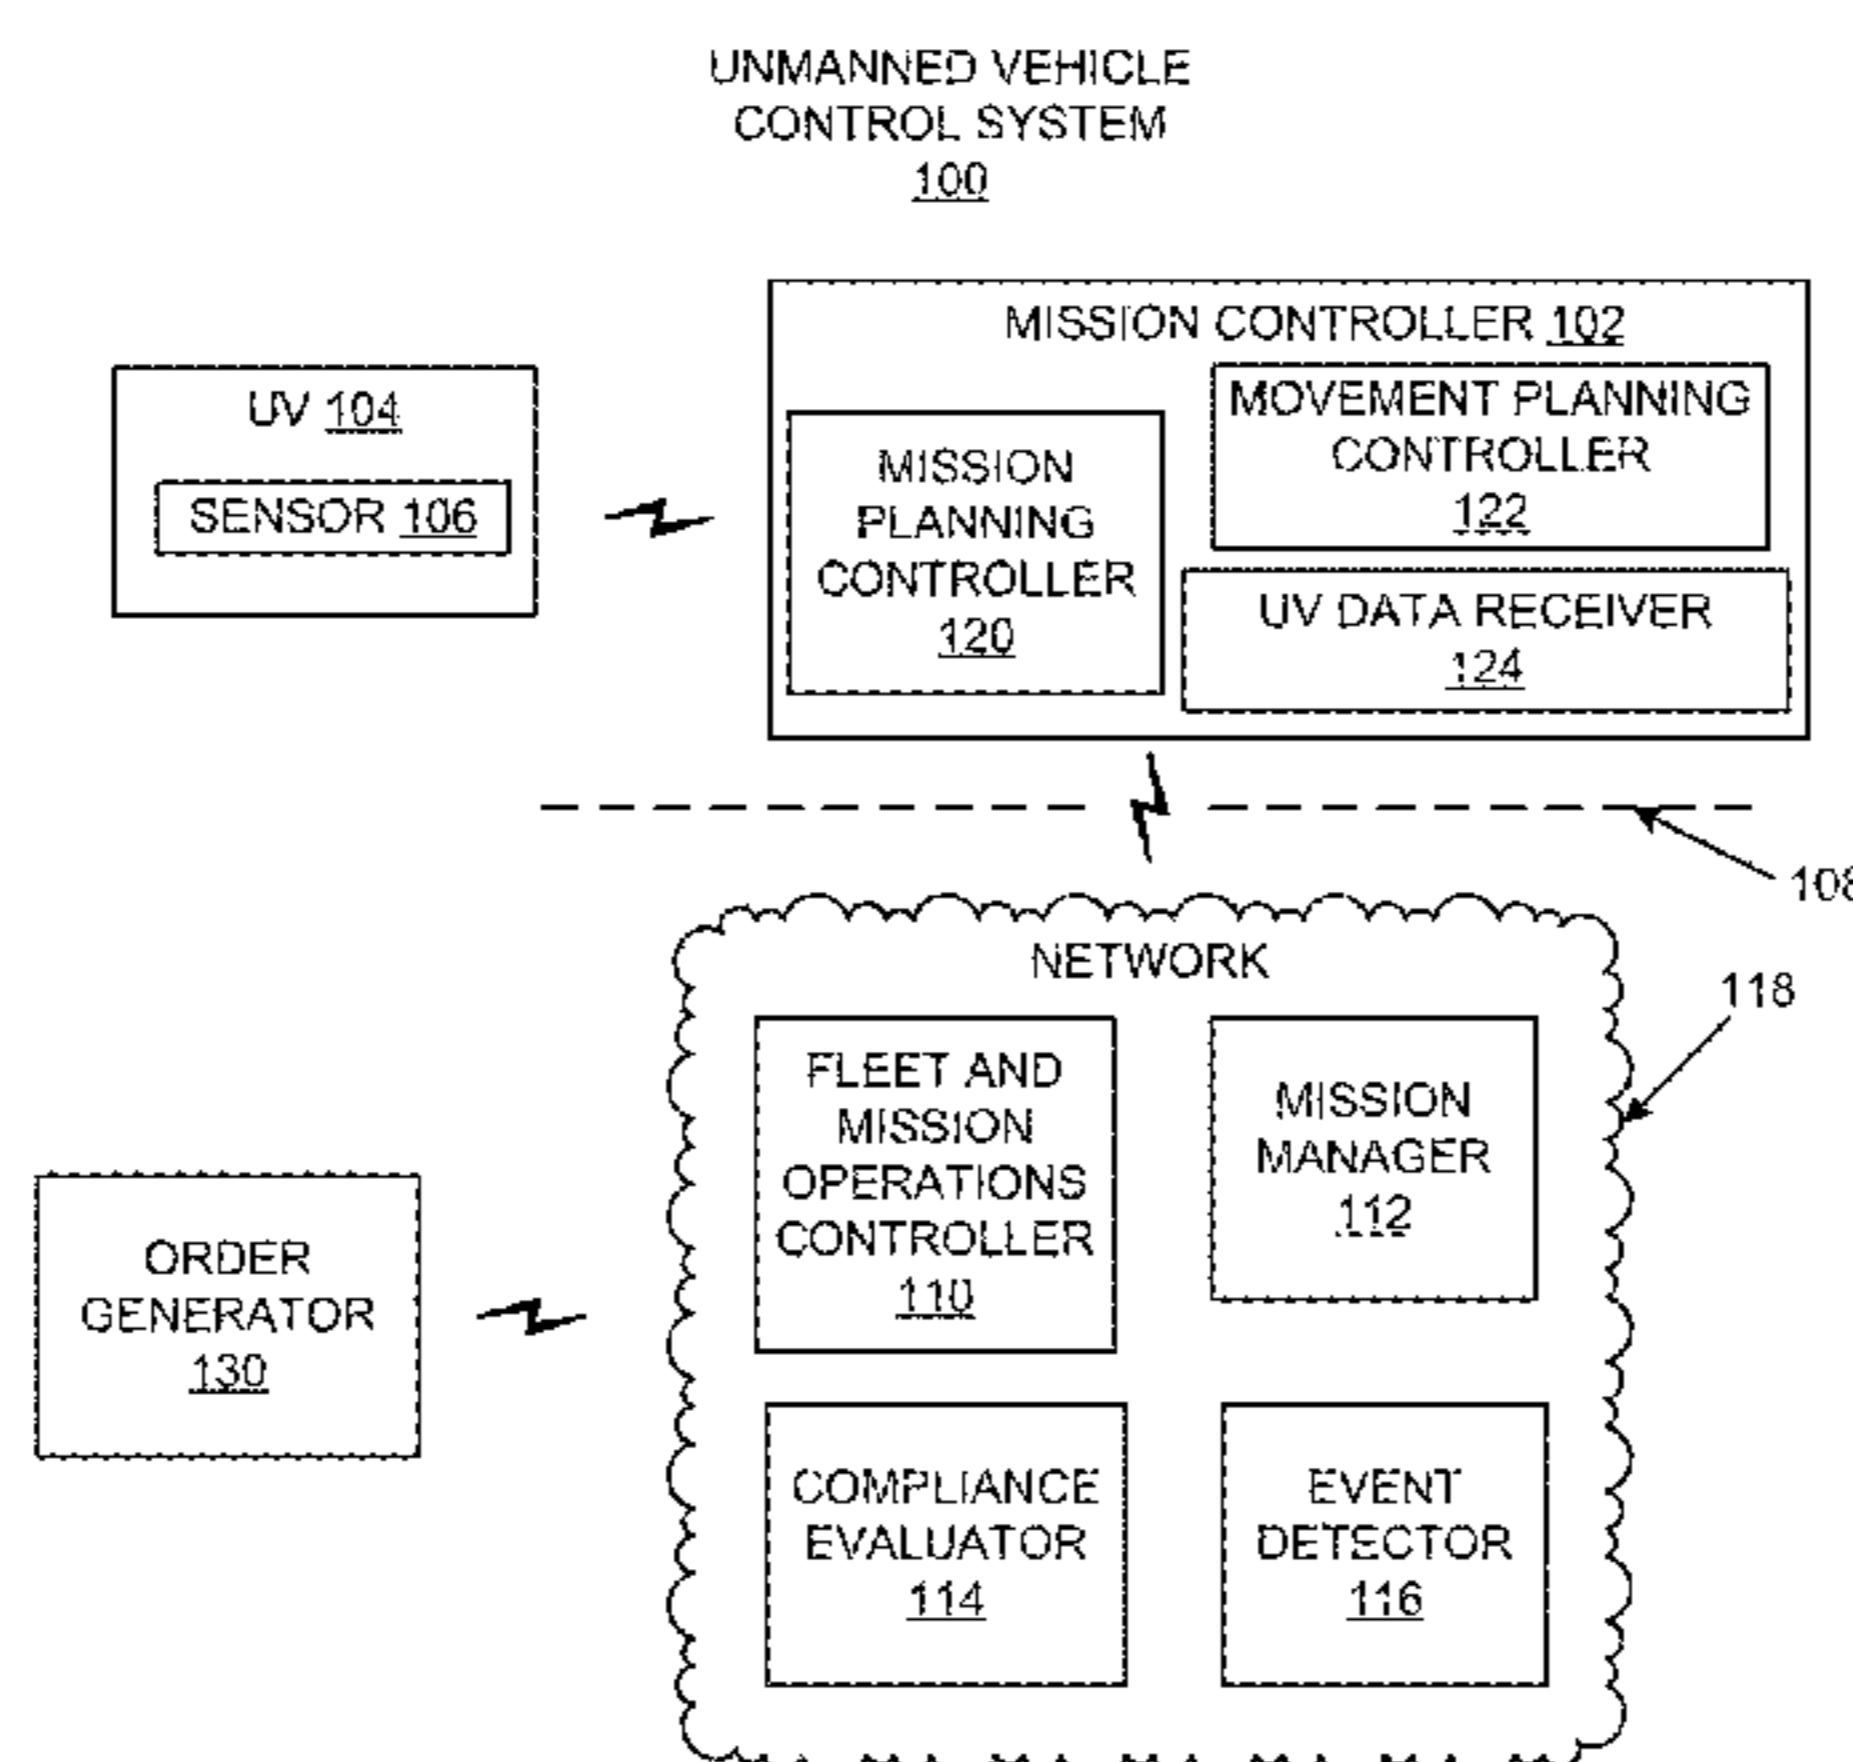 UNMANNED VEHICLE
CONTROL SYSTEM
100
MISSION CONTROLLER 102
UV 104
SENSOR 106
MISSION
PLANNING
CONTROLLER
120
MOVEMENT PLANNING
CONTROLLER
122
UV DATA RECEIVER
124
108
NETWORK
118
FLEET AND
MISSION
OPERATIONS
CONTROLLER
110
MISSION
MANAGER
112
ORDER
GENERATOR
130
COMPLIANCE
EVALUATOR
114
EVENT
DETECTOR
116